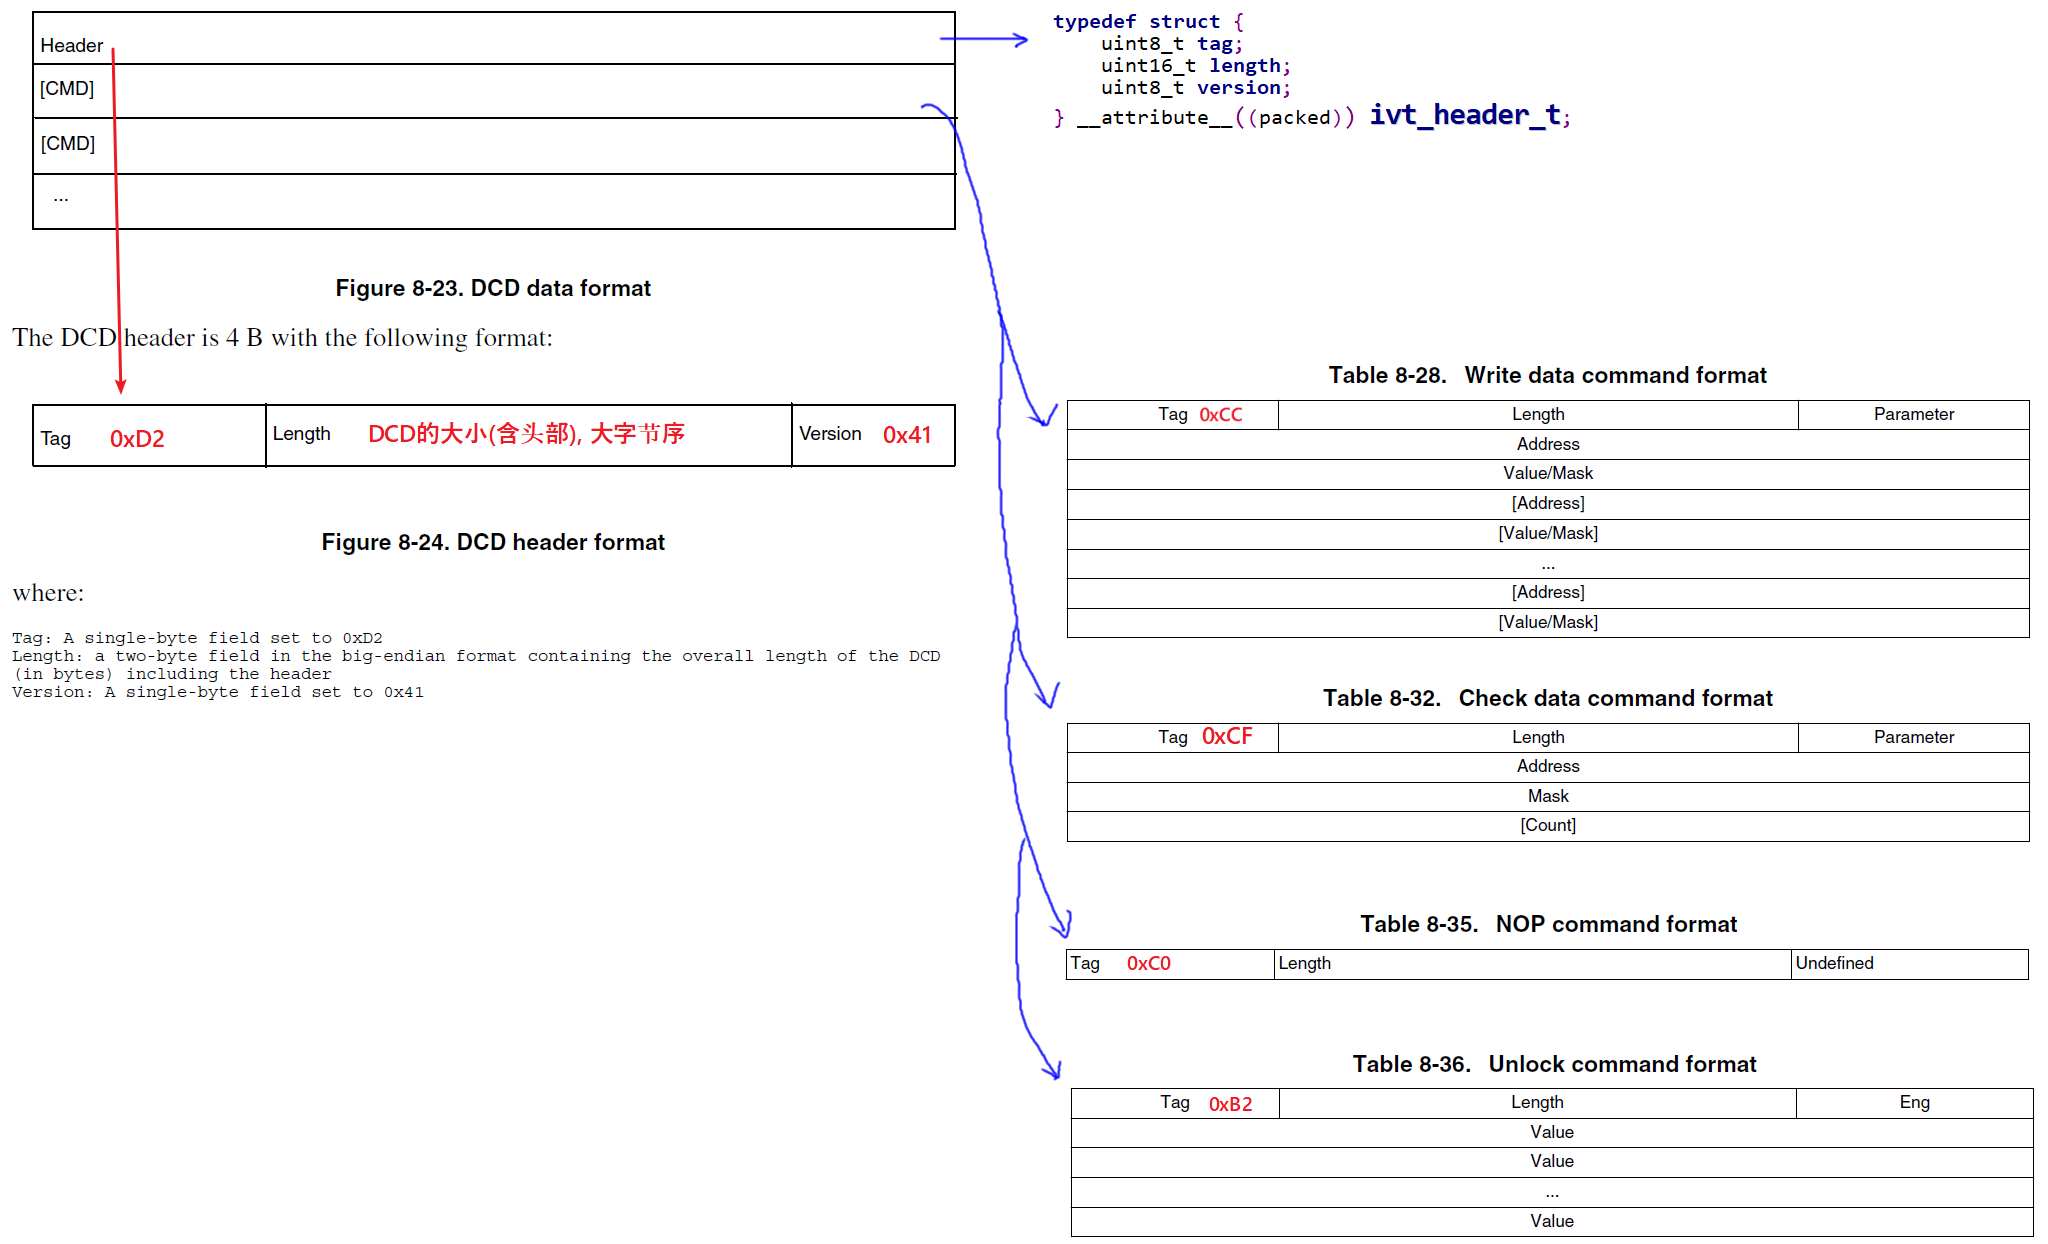 Header
[CMD]
[CMD]
...
Figure 8-23. DCD data format
The DCD header is 4 B with the following format:
Tag 0xD2 Length DCD的大小(含头部), 大字节序 Version 0x41
Figure 8-24. DCD header format
where:
Tag: A single-byte field set to 0xD2
Length: a two-byte field in the big-endian format containing the overall length of the DCD
(in bytes) including the header
Version: A single-byte field set to 0x41
typedef struct {
uint8_t tag;
uint16_t length;
uint8_t version;
} __attribute__((packed)) ivt_header_t;
Table 8-28. Write data command format
Tag 0xCC Length Parameter
Address
Value/Mask
[Address]
[Value/Mask]
...
[Address]
[Value/Mask]
Table 8-32. Check data command format
Tag 0xCF Length Parameter
Address
Mask
[Count]
Table 8-35. NOP command format
Tag 0xC0 Length Undefined
Table 8-36. Unlock command format
Tag 0xB2 Length Eng
Value
Value
...
Value